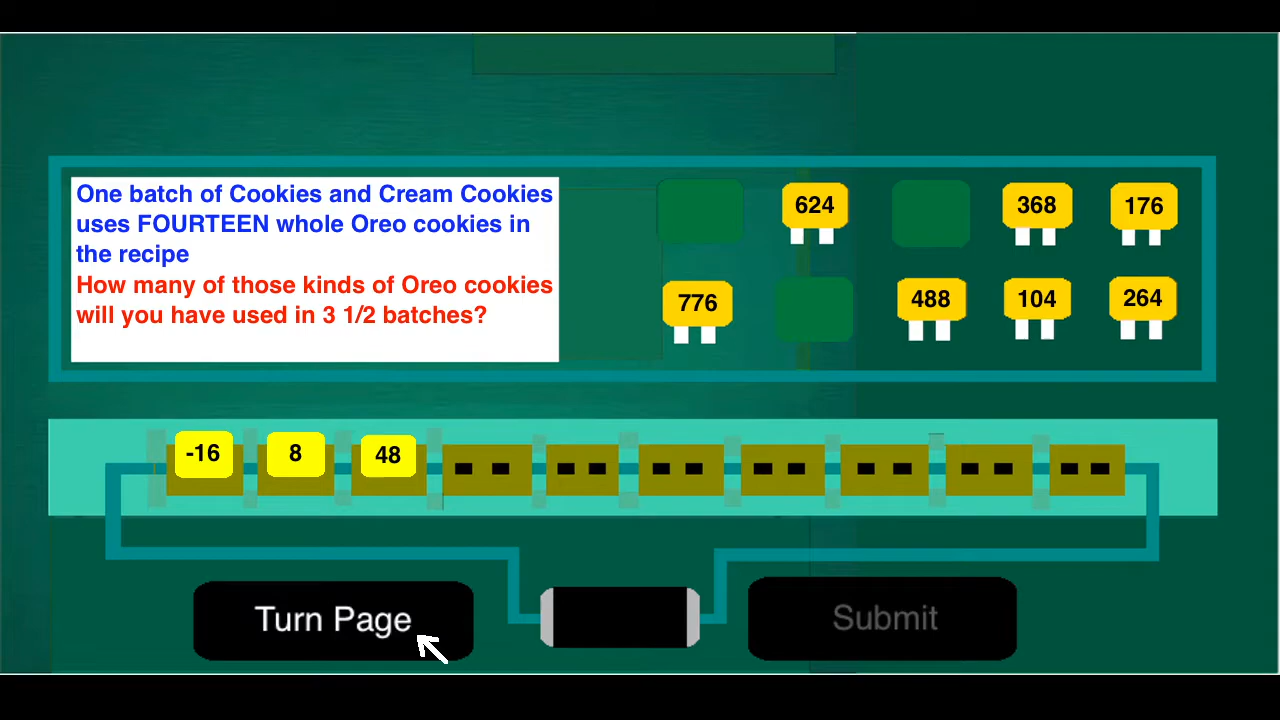 One batch of Cookies and Cream Cookies
uses FOURTEEN whole Oreo cookies in
the recipe
How many of those kinds of Oreo cookies
will you have used in 3 1/2 batches?
624 368 176
776 488 104 264
-16 8 48
Turn Page Submit